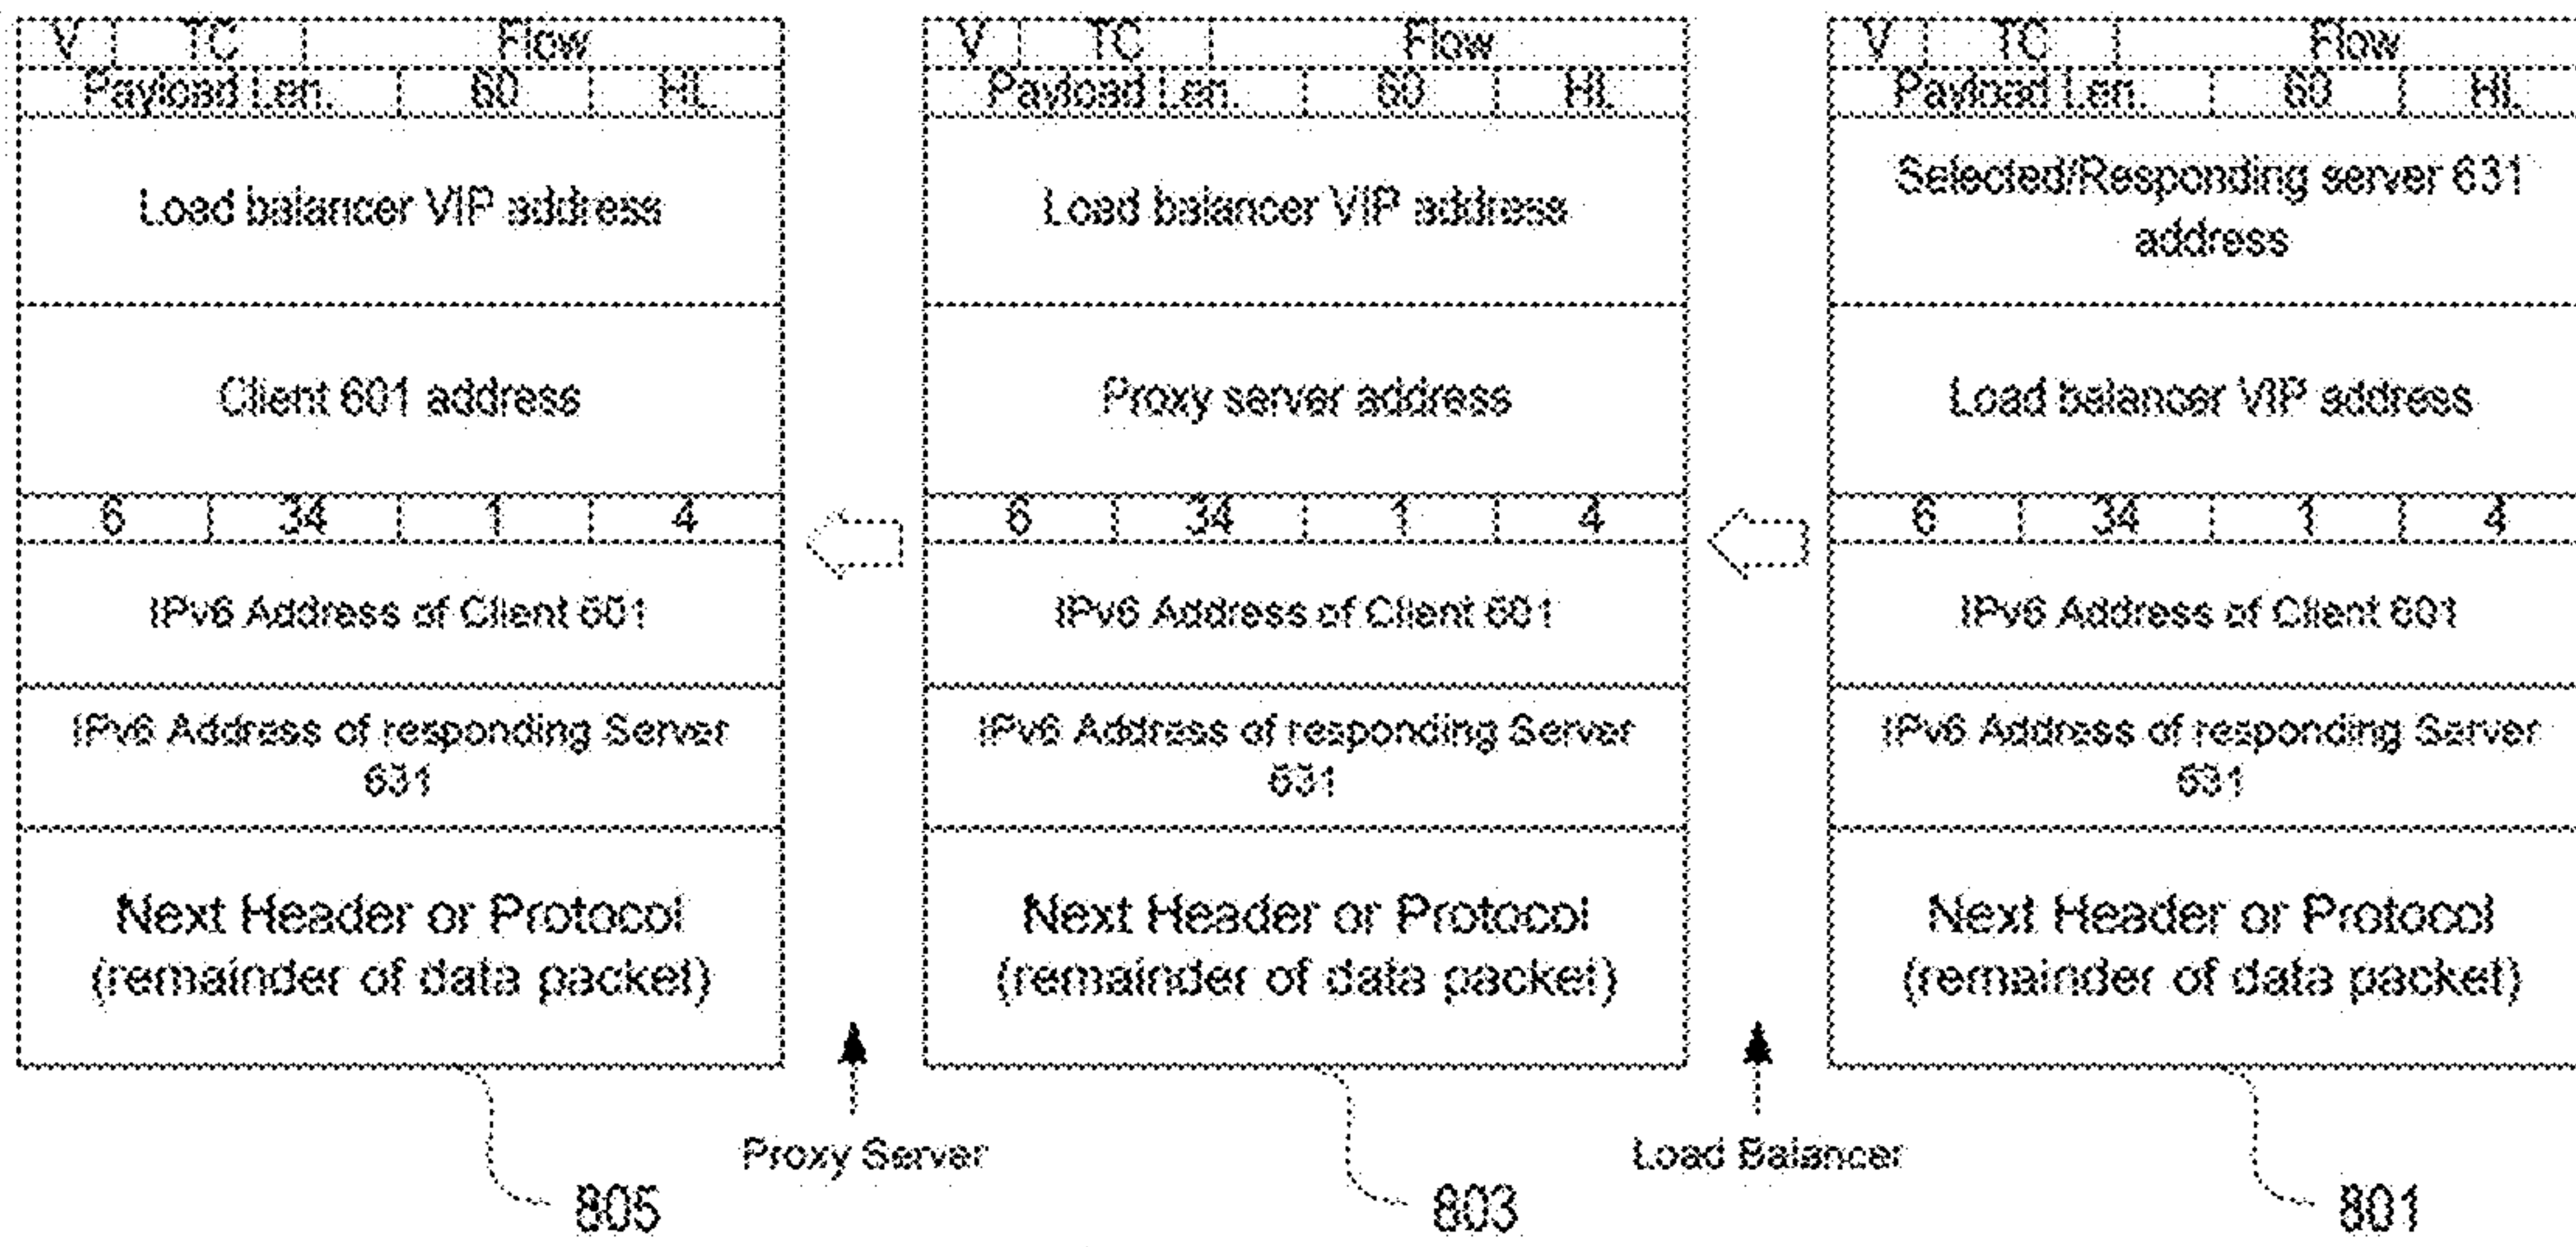 V TC Flow
Payload Len. 60 HL
Load balancer VIP address
Client 601 address
6 34 1 4
IPv6 Address of Client 601
IPv6 Address of responding Server
631
Next Header or Protocol
(remainder of data packet)
805
Proxy Server
V TC Flow
Payload Len. 60 HL
Load balancer VIP address
Proxy server address
6 34 1 4
IPv6 Address of Client 601
IPv6 Address of responding Server
631
Next Header or Protocol
(remainder of data packet)
803
Load Balancer
V TC Flow
Payload Len. 60 HL
Selected/Responding server 631
address
Load balancer VIP address
6 34 1 4
IPv6 Address of Client 601
IPv6 Address of responding Server
631
Next Header or Protocol
(remainder of data packet)
801